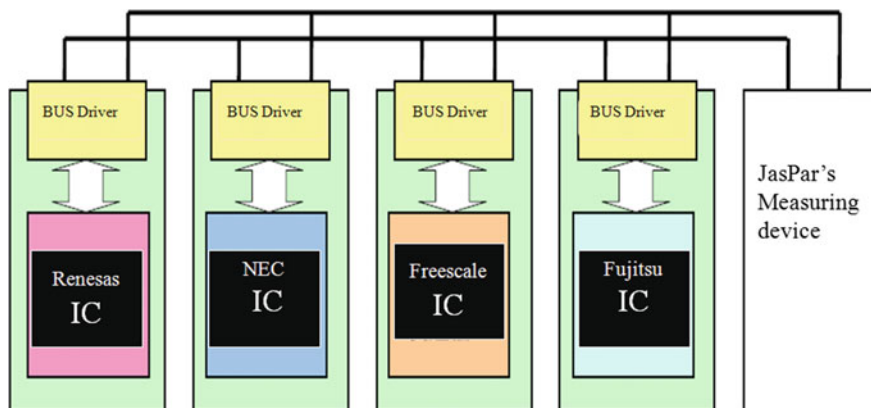 BUS Driver
BUS Driver
BUS Driver
BUS Driver
Renesas
IC
NEC
IC
Freescale
IC
Fujitsu
IC
JasPar's
Measuring
device